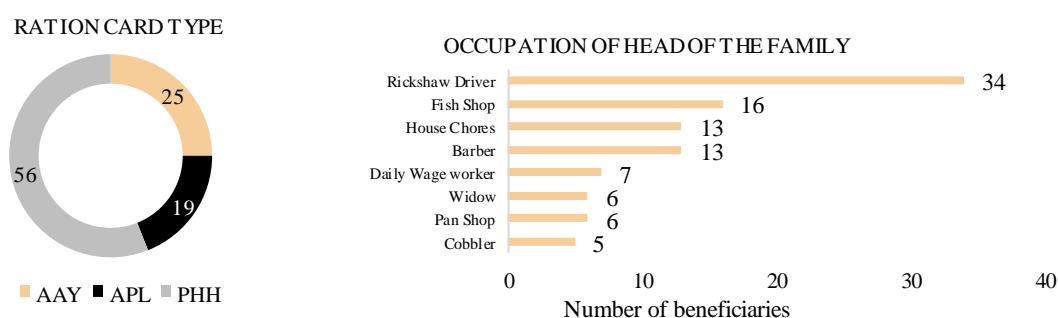 RATION CARD TYPE
25
56
19
AAY APL PHH
OCCUPATION OF HEAD OF THE FAMILY
Rickshaw Driver 34
Fish Shop 16
House Chores 13
Barber 13
Daily Wage worker 7
Widow 6
Pan Shop 6
Cobbler 5
0 10 20 30 40
Number of beneficiaries